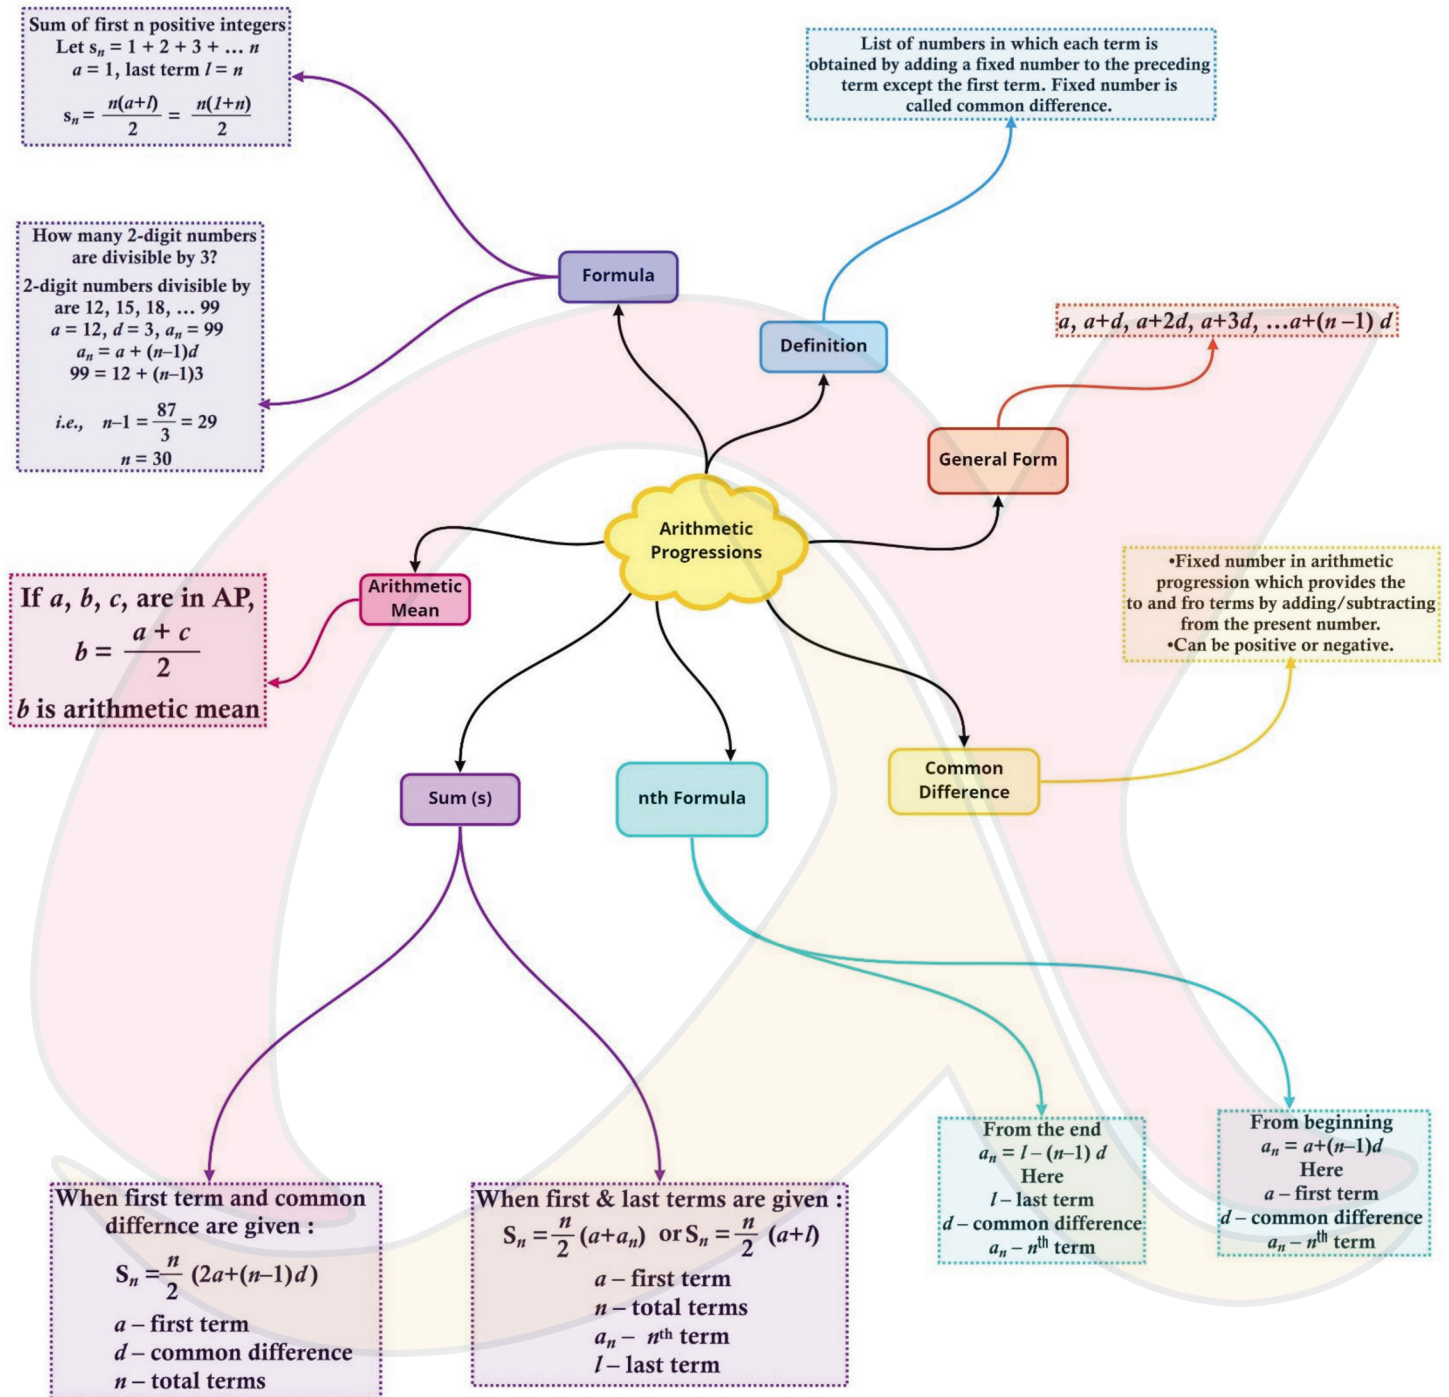 Sum of first n positive integers
Let sₙ = 1 + 2 + 3 + … n
a = 1, last term l = n
sₙ = n(a+l)/2 = n(1+n)/2
List of numbers in which each term is
obtained by adding a fixed number to the preceding
term except the first term. Fixed number is
called common difference.
How many 2-digit numbers
are divisible by 3?
2-digit numbers divisible by
are 12, 15, 18, … 99
a = 12, d = 3, aₙ = 99
aₙ = a + (n–1)d
99 = 12 + (n–1)3
i.e., n–1 = 87/3 = 29
n = 30
Formula
Definition
a, a+d, a+2d, a+3d, …a+(n –1) d
General Form
Arithmetic
Progressions
Arithmetic
Mean
If a, b, c, are in AP,
b = a + c/2
b is arithmetic mean
•Fixed number in arithmetic
progression which provides the
to and fro terms by adding/subtracting
from the present number.
•Can be positive or negative.
Sum (s)
nth Formula
Common
Difference
When first term and common
differnce are given :
Sₙ = n/2 (2a+(n–1)d)
a – first term
d – common difference
n – total terms
When first & last terms are given :
Sₙ = n/2 (a+aₙ) or Sₙ = n/2 (a+l)
a – first term
n – total terms
aₙ – nᵗʰ term
l – last term
From the end
aₙ = l – (n–1) d
Here
l – last term
d – common difference
aₙ – nᵗʰ term
From beginning
aₙ = a+(n–1)d
Here
a – first term
d – common difference
aₙ – nᵗʰ term